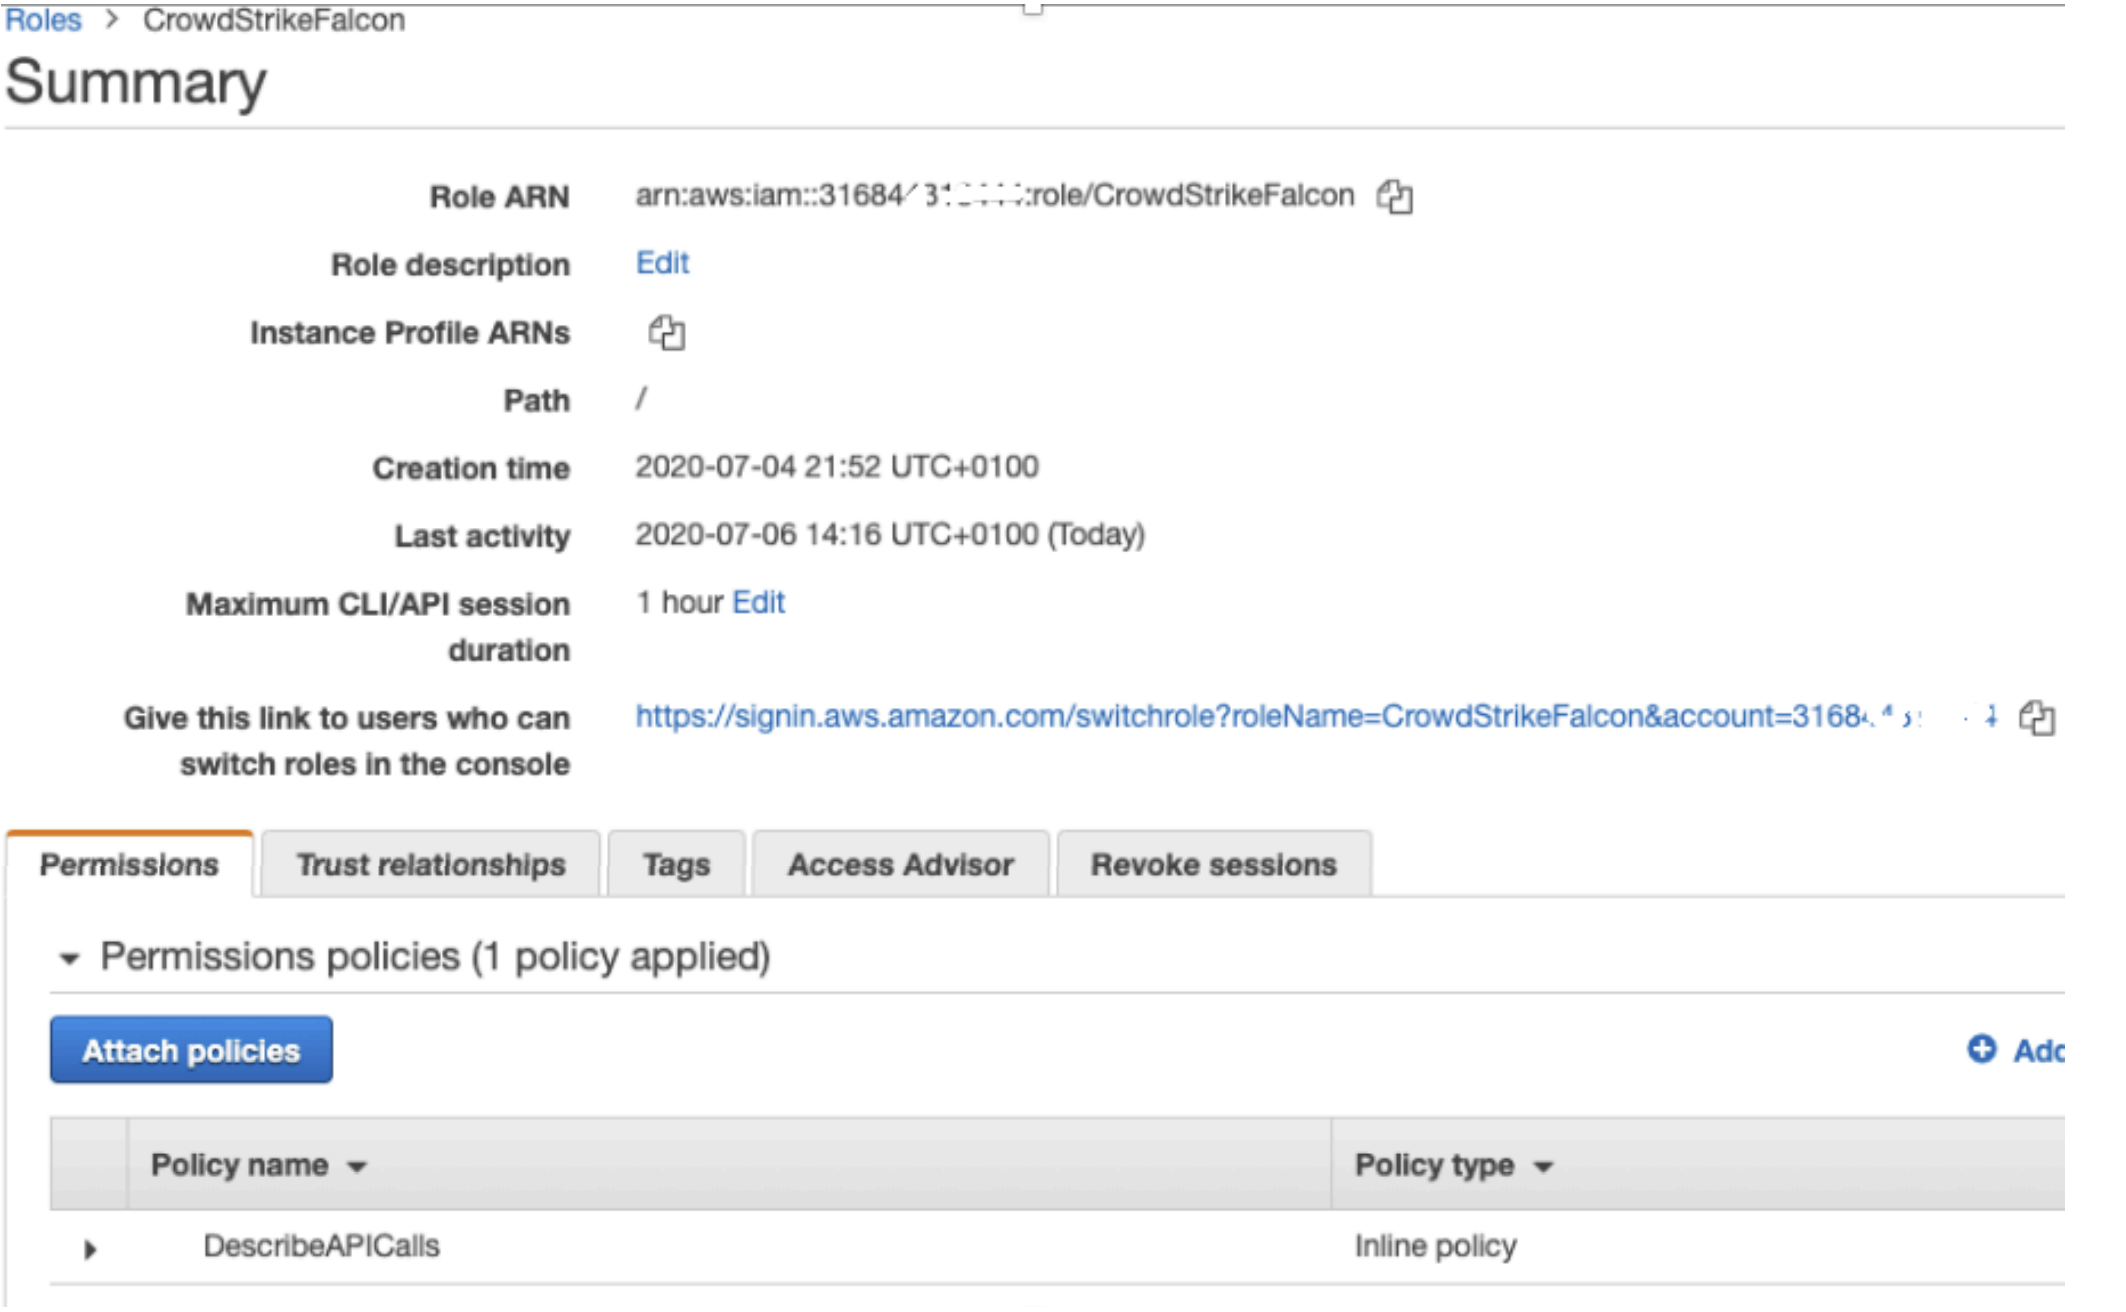 Roles > CrowdStrikeFalcon
Summary
Role ARN arn:aws:iam::31684 :role/CrowdStrikeFalcon
Role description Edit
Instance Profile ARNs
Path /
Creation time 2020-07-04 21:52 UTC+0100
Last activity 2020-07-06 14:16 UTC+0100 (Today)
Maximum CLI/API session 1 hour Edit
duration
Give this link to users who can https://signin.aws.amazon.com/switchrole?roleName=CrowdStrikeFalcon&account=3168
switch roles in the console
Permissions Trust relationships Tags Access Advisor Revoke sessions
Permissions policies (1 policy applied)
Attach policies Add
Policy name Policy type
DescribeAPICalls Inline policy